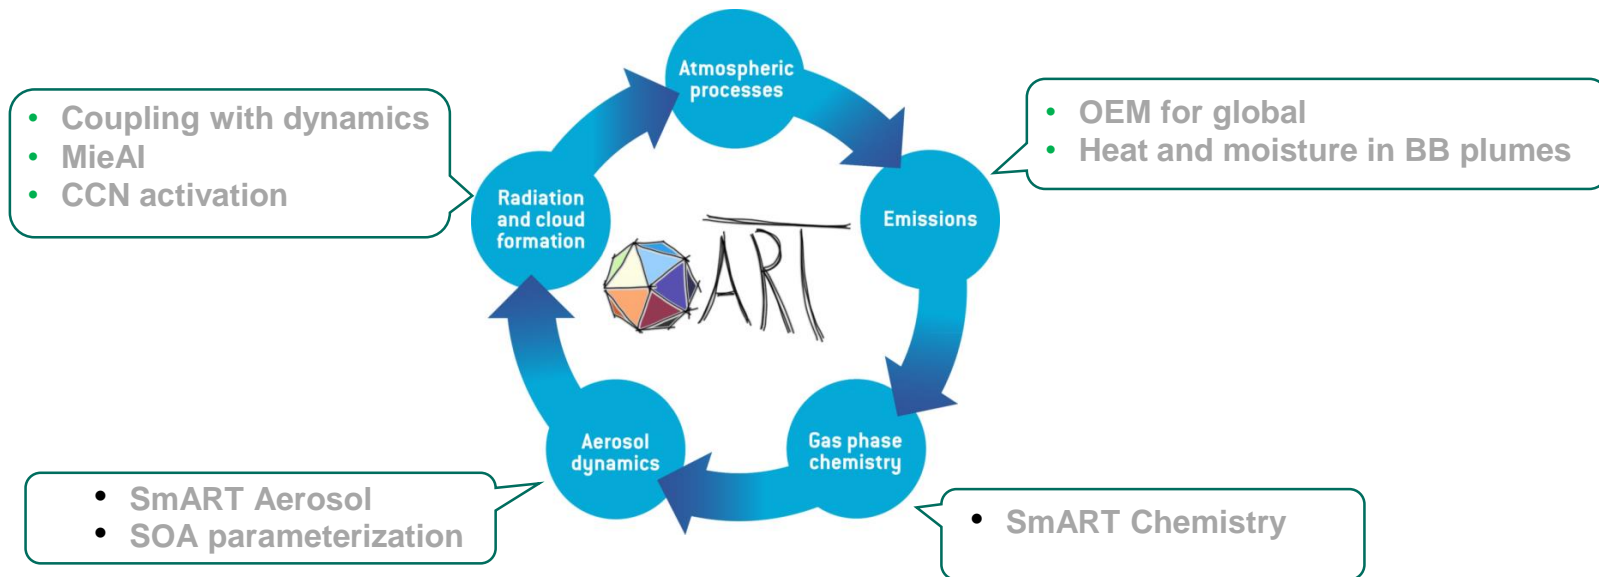 Atmospheric
processes
• Coupling with dynamics
• MieAI
• CCN activation
• OEM for global
• Heat and moisture in BB plumes
Radiation
and cloud
formation
Emissions
ART
Aerosol
dynamics
Gas phase
chemistry
• SmART Aerosol
• SOA parameterization
• SmART Chemistry